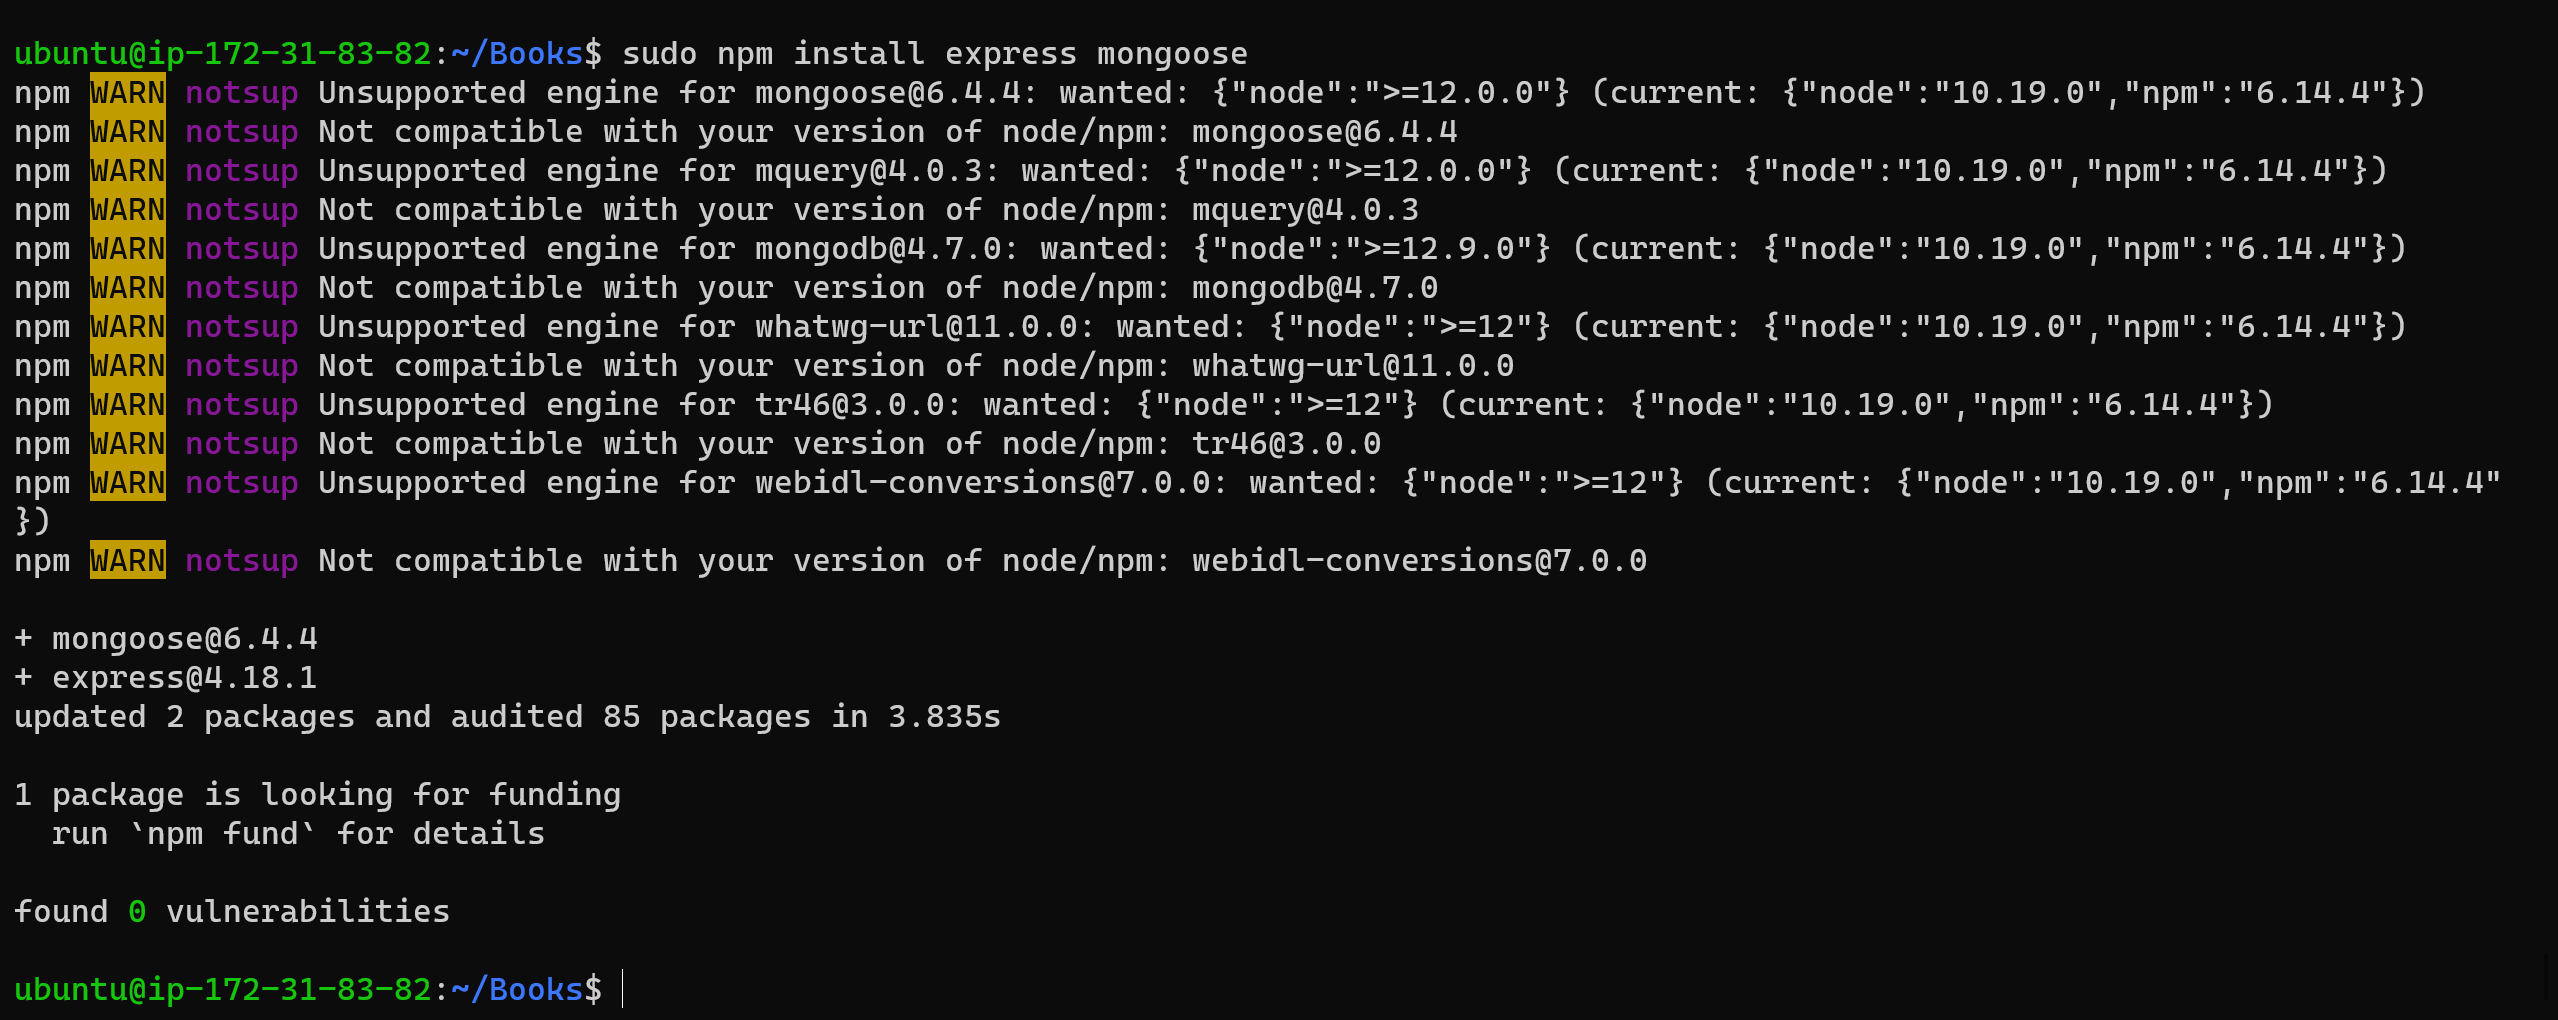 ubuntu@ip-172-31-83-82:~/Books$ sudo npm install express mongoose
npm WARN notsup Unsupported engine for mongoose@6.4.4: wanted: {"node":">=12.0.0"} (current: {"node":"10.19.0","npm":"6.14.4"})
npm WARN notsup Not compatible with your version of node/npm: mongoose@6.4.4
npm WARN notsup Unsupported engine for mquery@4.0.3: wanted: {"node":">=12.0.0"} (current: {"node":"10.19.0","npm":"6.14.4"})
npm WARN notsup Not compatible with your version of node/npm: mquery@4.0.3
npm WARN notsup Unsupported engine for mongodb@4.7.0: wanted: {"node":">=12.9.0"} (current: {"node":"10.19.0","npm":"6.14.4"})
npm WARN notsup Not compatible with your version of node/npm: mongodb@4.7.0
npm WARN notsup Unsupported engine for whatwg-url@11.0.0: wanted: {"node":">=12"} (current: {"node":"10.19.0","npm":"6.14.4"})
npm WARN notsup Not compatible with your version of node/npm: whatwg-url@11.0.0
npm WARN notsup Unsupported engine for tr46@3.0.0: wanted: {"node":">=12"} (current: {"node":"10.19.0","npm":"6.14.4"})
npm WARN notsup Not compatible with your version of node/npm: tr46@3.0.0
npm WARN notsup Unsupported engine for webidl-conversions@7.0.0: wanted: {"node":">=12"} (current: {"node":"10.19.0","npm":"6.14.4"
})
npm WARN notsup Not compatible with your version of node/npm: webidl-conversions@7.0.0
+ mongoose@6.4.4
+ express@4.18.1
updated 2 packages and audited 85 packages in 3.835s
1 package is looking for funding
run `npm fund` for details
found 0 vulnerabilities
ubuntu@ip-172-31-83-82:~/Books$